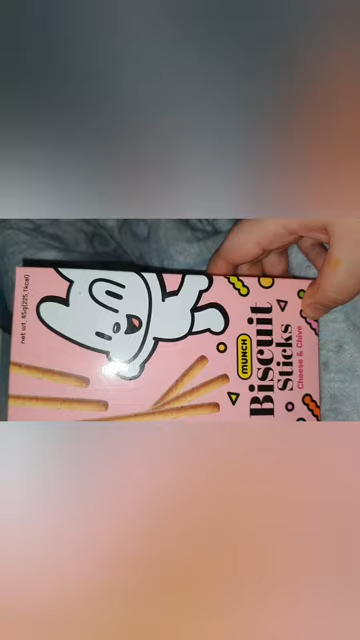 MUNCH
Biscuit
Sticks
Cheese & Chive
net wt. 45g(225.1kcal)